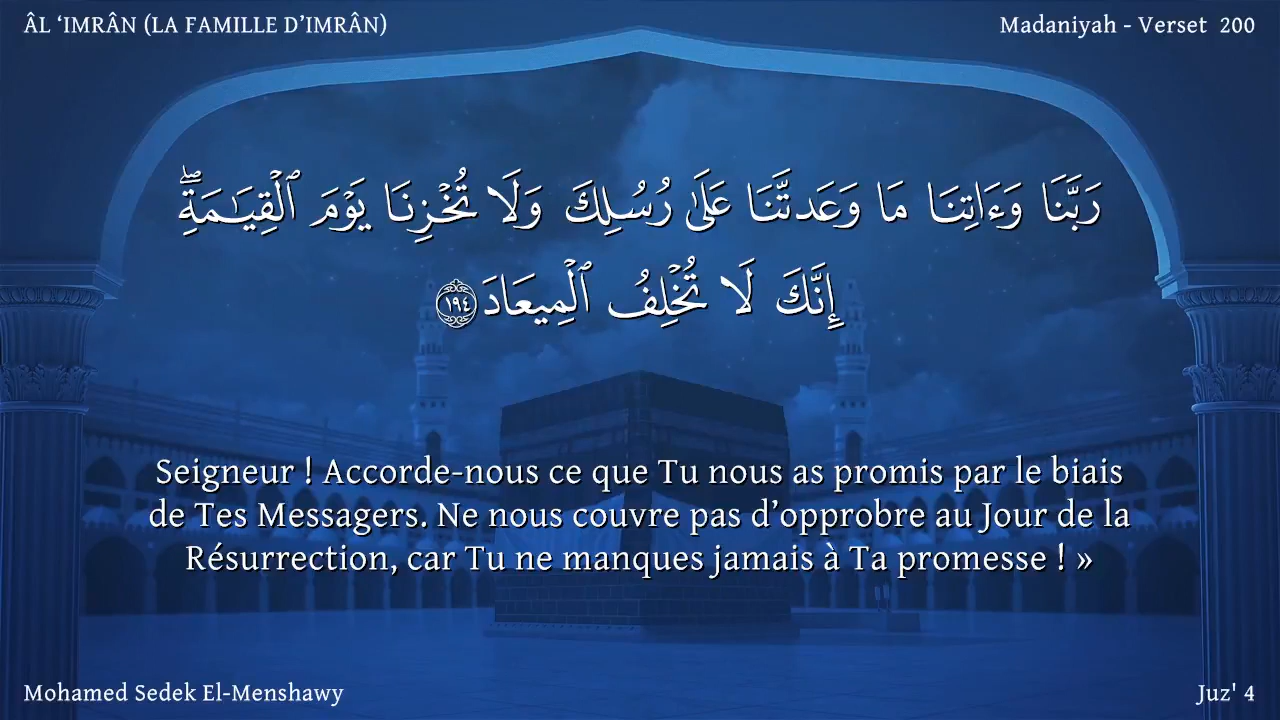 ÂL ‘IMRÂN (LA FAMILLE D’IMRÂN)
Madaniyah - Verset 200
رَبَّنَا وَءَاتِنَا مَا وَعَدتَّنَا عَلَىٰ رُسُلِكَ وَلَا تُخْزِنَا يَوْمَ ٱلْقِيَـٰمَةِۖ
إِنَّكَ لَا تُخْلِفُ ٱلْمِيعَادَ ١٩٤
Seigneur ! Accorde-nous ce que Tu nous as promis par le biais
de Tes Messagers. Ne nous couvre pas d’opprobre au Jour de la
Résurrection, car Tu ne manques jamais à Ta promesse ! »
Mohamed Sedek El-Menshawy
Juz' 4